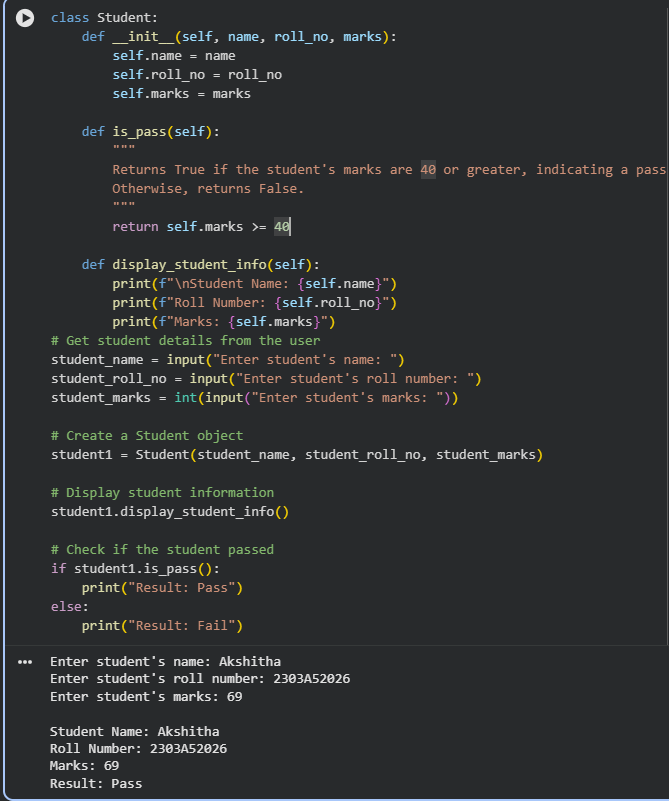 class Student:
    def __init__(self, name, roll_no, marks):
        self.name = name
        self.roll_no = roll_no
        self.marks = marks

    def is_pass(self):
        """
        Returns True if the student's marks are 40 or greater, indicating a pass
        Otherwise, returns False.
        """
        return self.marks >= 40

    def display_student_info(self):
        print(f"\nStudent Name: {self.name}")
        print(f"Roll Number: {self.roll_no}")
        print(f"Marks: {self.marks}")
# Get student details from the user
student_name = input("Enter student's name: ")
student_roll_no = input("Enter student's roll number: ")
student_marks = int(input("Enter student's marks: "))

# Create a Student object
student1 = Student(student_name, student_roll_no, student_marks)

# Display student information
student1.display_student_info()

# Check if the student passed
if student1.is_pass():
    print("Result: Pass")
else:
    print("Result: Fail")

Enter student's name: Akshitha
Enter student's roll number: 2303A52026
Enter student's marks: 69

Student Name: Akshitha
Roll Number: 2303A52026
Marks: 69
Result: Pass